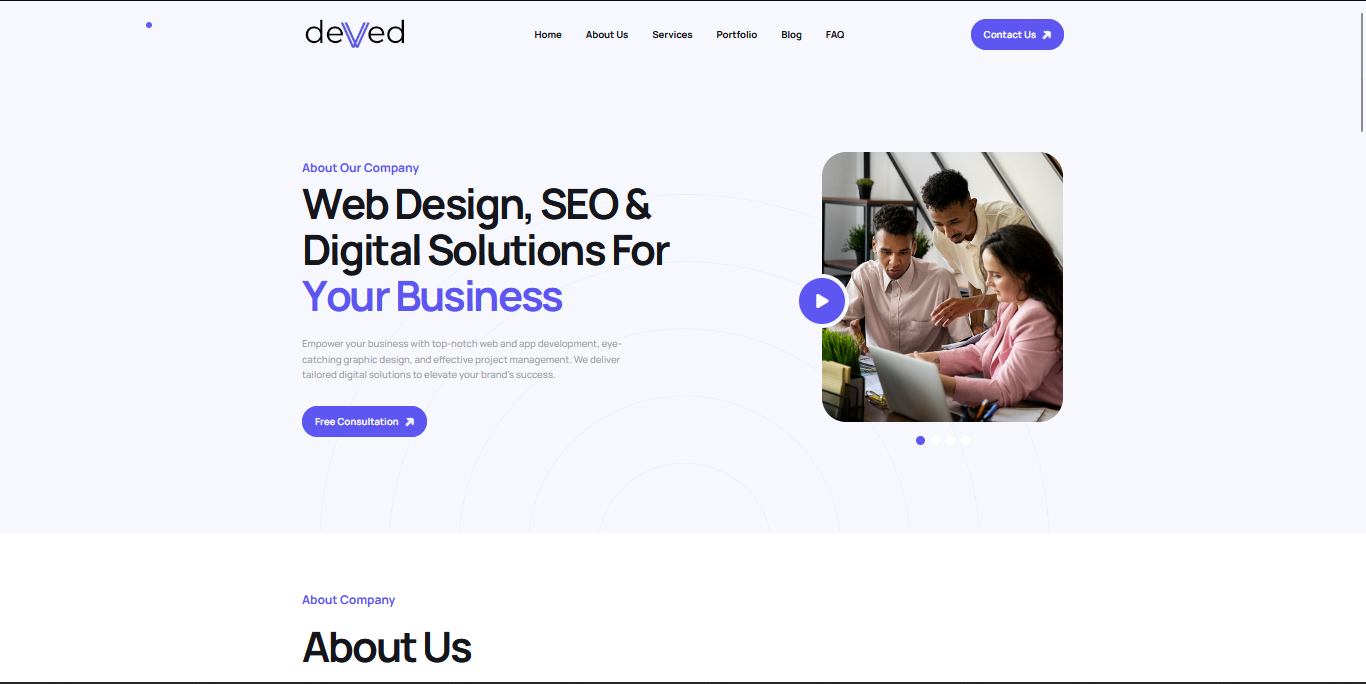 deVed
Home About Us Services Portfolio Blog FAQ
Contact Us
About Our Company
Web Design, SEO &
Digital Solutions For
Your Business
Empower your business with top-notch web and app development, eye-
catching graphic design, and effective project management. We deliver
tailored digital solutions to elevate your brand's success.
Free Consultation
About Company
About Us